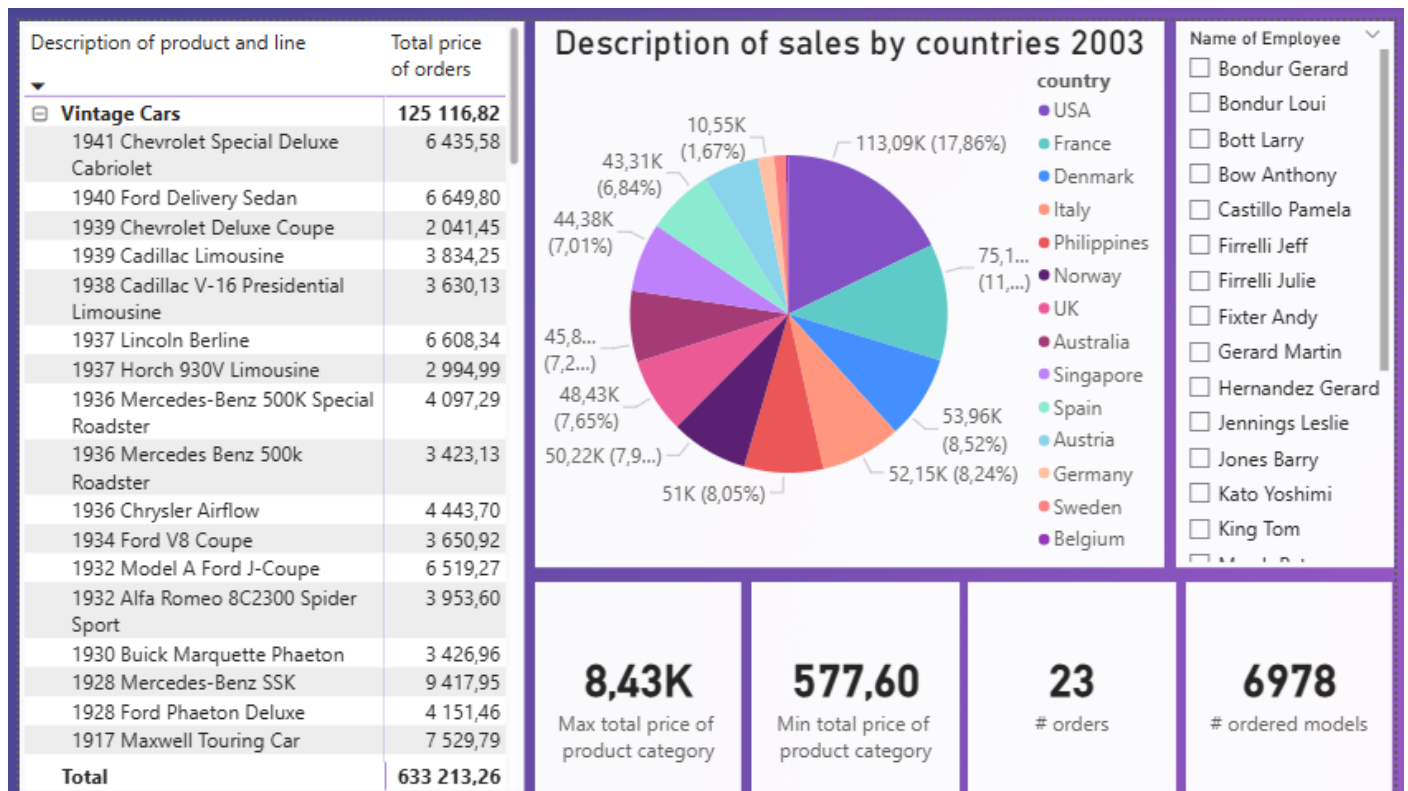 Description of product and line
Total price
of orders
Vintage Cars 125 116,82
1941 Chevrolet Special Deluxe 6 435,58
Cabriolet
1940 Ford Delivery Sedan 6 649,80
1939 Chevrolet Deluxe Coupe 2 041,45
1939 Cadillac Limousine 3 834,25
1938 Cadillac V-16 Presidential 3 630,13
Limousine
1937 Lincoln Berline 6 608,34
1937 Horch 930V Limousine 2 994,99
1936 Mercedes-Benz 500K Special 4 097,29
Roadster
1936 Mercedes Benz 500k 3 423,13
Roadster
1936 Chrysler Airflow 4 443,70
1934 Ford V8 Coupe 3 650,92
1932 Model A Ford J-Coupe 6 519,27
1932 Alfa Romeo 8C2300 Spider 3 953,60
Sport
1930 Buick Marquette Phaeton 3 426,96
1928 Mercedes-Benz SSK 9 417,95
1928 Ford Phaeton Deluxe 4 151,46
1917 Maxwell Touring Car 7 529,79
Total 633 213,26
Description of sales by countries 2003
113,09K (17,86%)
75,1...
(11,...)
53,96K
(8,52%)
52,15K (8,24%)
51K (8,05%)
50,22K (7,9...)
48,43K
(7,65%)
45,8...
(7,2...)
44,38K
(7,01%)
43,31K
(6,84%)
10,55K
(1,67%)
country
USA
France
Denmark
Italy
Philippines
Norway
UK
Australia
Singapore
Spain
Austria
Germany
Sweden
Belgium
Name of Employee
Bondur Gerard
Bondur Loui
Bott Larry
Bow Anthony
Castillo Pamela
Firrelli Jeff
Firrelli Julie
Fixter Andy
Gerard Martin
Hernandez Gerard
Jennings Leslie
Jones Barry
Kato Yoshimi
King Tom
8,43K
Max total price of
product category
577,60
Min total price of
product category
23
# orders
6978
# ordered models